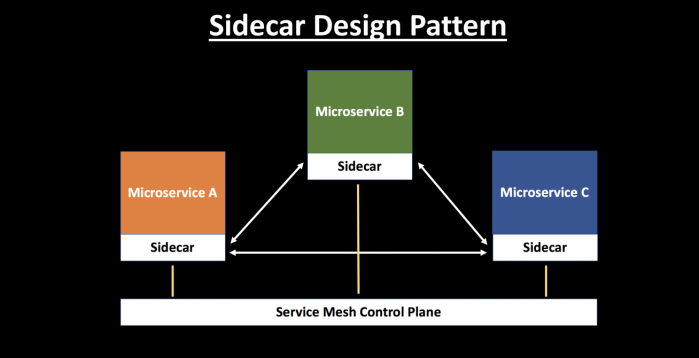 Sidecar Design Pattern
Microservice B
Sidecar
Microservice A
Sidecar
Microservice C
Sidecar
Service Mesh Control Plane